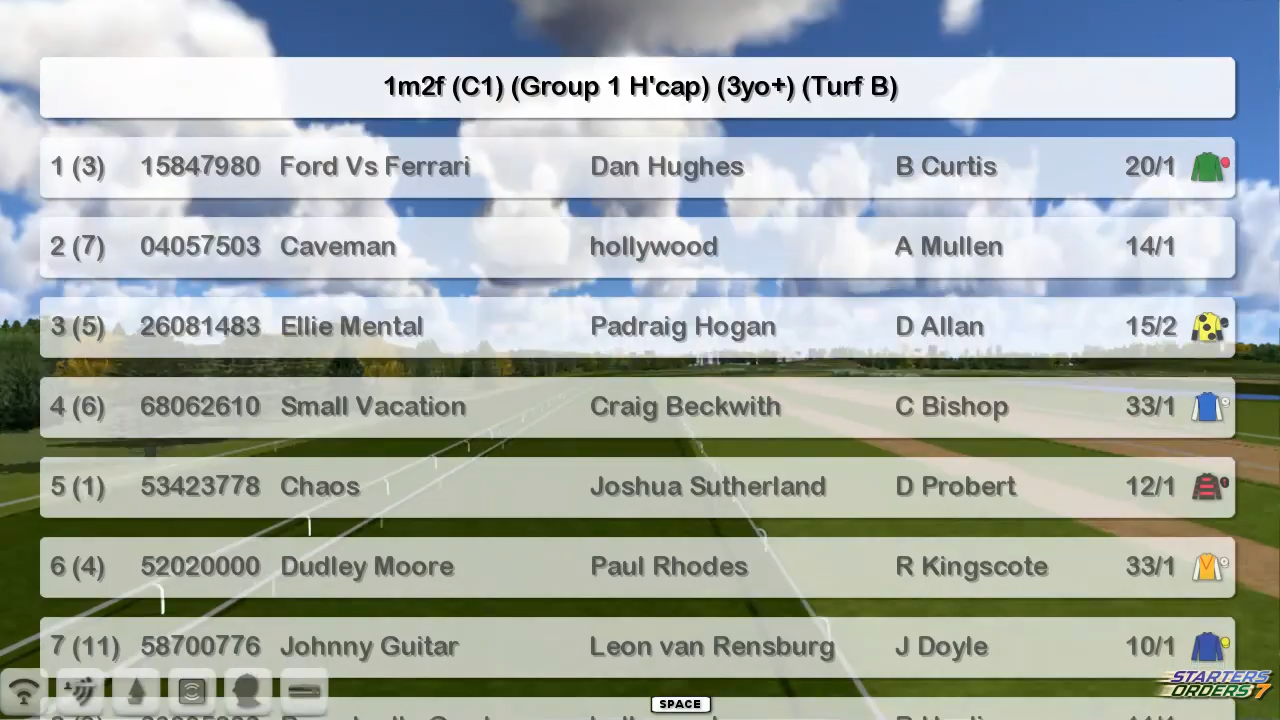 1m2f (C1) (Group 1 H'cap) (3yo+) (Turf B)
1 (3) 15847980 Ford Vs Ferrari Dan Hughes B Curtis 20/1
2 (7) 04057503 Caveman hollywood A Mullen 14/1
3 (5) 26081483 Ellie Mental Padraig Hogan D Allan 15/2
4 (6) 68062610 Small Vacation Craig Beckwith C Bishop 33/1
5 (1) 53423778 Chaos Joshua Sutherland D Probert 12/1
6 (4) 52020000 Dudley Moore Paul Rhodes R Kingscote 33/1
7 (11) 58700776 Johnny Guitar Leon van Rensburg J Doyle 10/1
STARTERS
ORDERS 7
SPACE